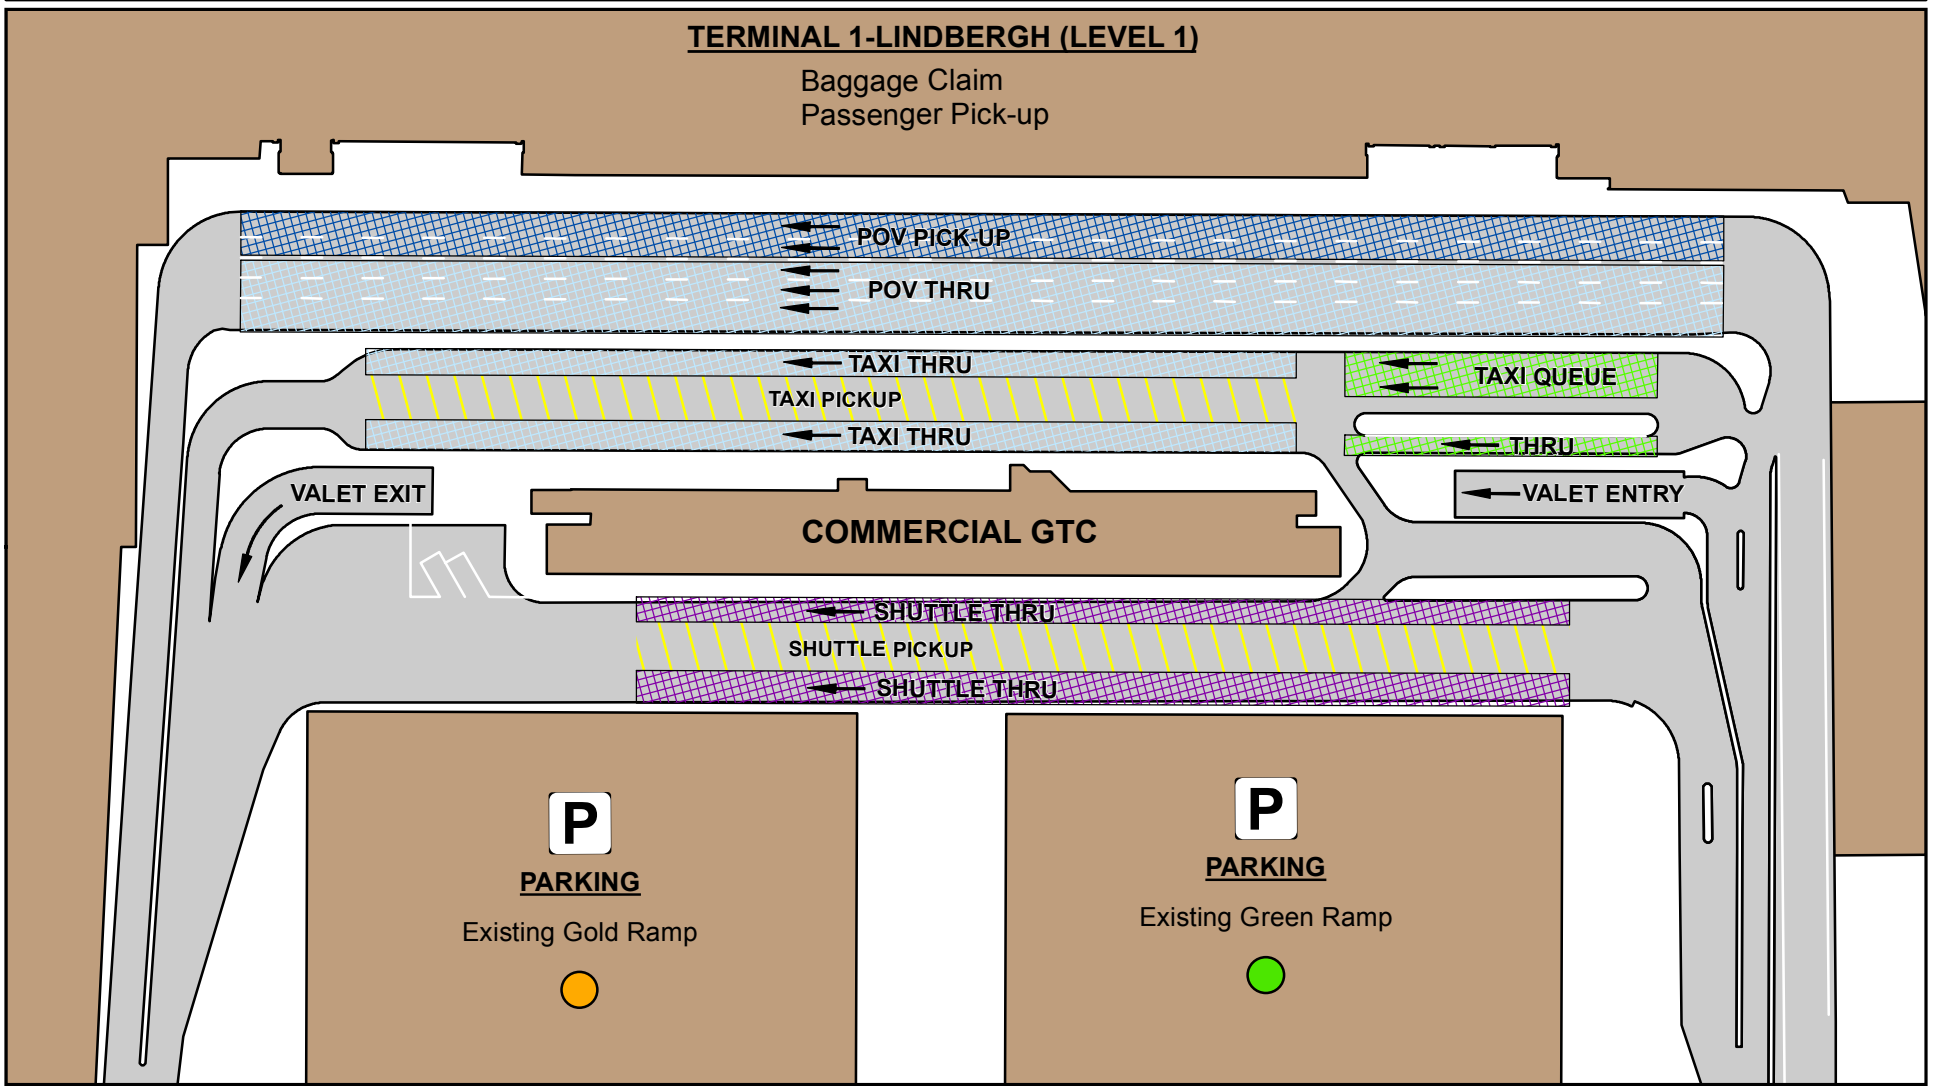 TERMINAL 1-LINDBERGH (LEVEL 1)
Baggage Claim
Passenger Pick-up
POV PICK-UP
POV THRU
TAXI THRU
TAXI QUEUE
TAXI PICKUP
TAXI THRU
THRU
VALET EXIT
VALET ENTRY
COMMERCIAL GTC
SHUTTLE THRU
SHUTTLE PICKUP
SHUTTLE THRU
P
PARKING
Existing Gold Ramp
P
PARKING
Existing Green Ramp